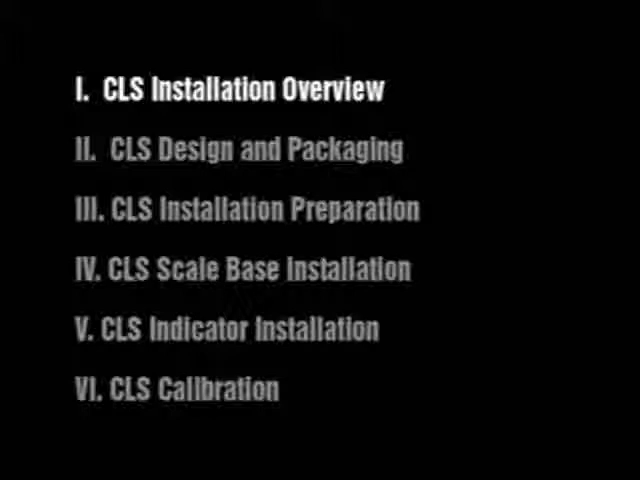 I. CLS Installation Overview
II. CLS Design and Packaging
III. CLS Installation Preparation
IV. CLS Scale Base Installation
V. CLS Indicator Installation
VI. CLS Calibration